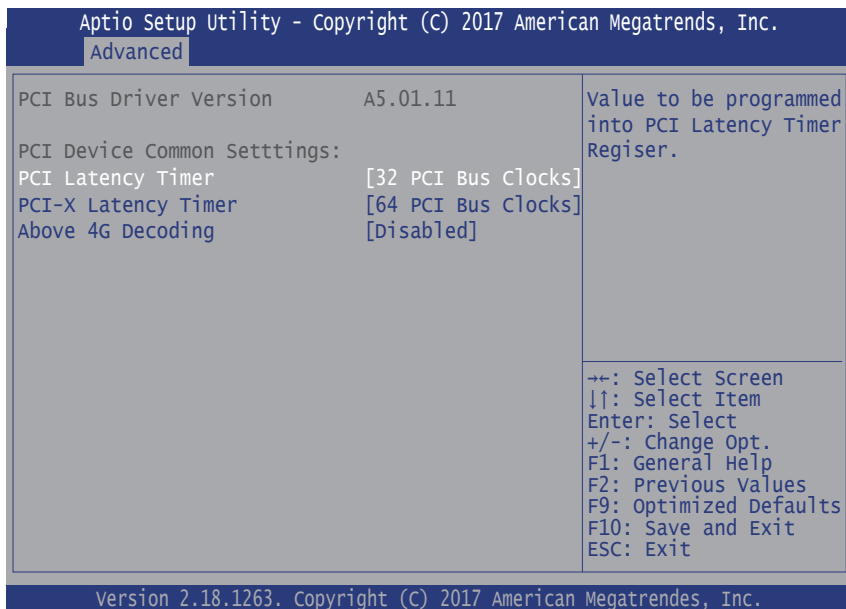 Aptio Setup Utility - Copyright (C) 2017 American Megatrends, Inc.
Advanced
PCI Bus Driver Version A5.01.11
PCI Device Common Setttings:
PCI Latency Timer [32 PCI Bus Clocks]
PCI-X Latency Timer [64 PCI Bus Clocks]
Above 4G Decoding [Disabled]
Value to be programmed
into PCI Latency Timer
Regiser.
→←: Select Screen
↓↑: Select Item
Enter: Select
+/-: Change Opt.
F1: General Help
F2: Previous Values
F9: Optimized Defaults
F10: Save and Exit
ESC: Exit
Version 2.18.1263. Copyright (C) 2017 American Megatrendes, Inc.